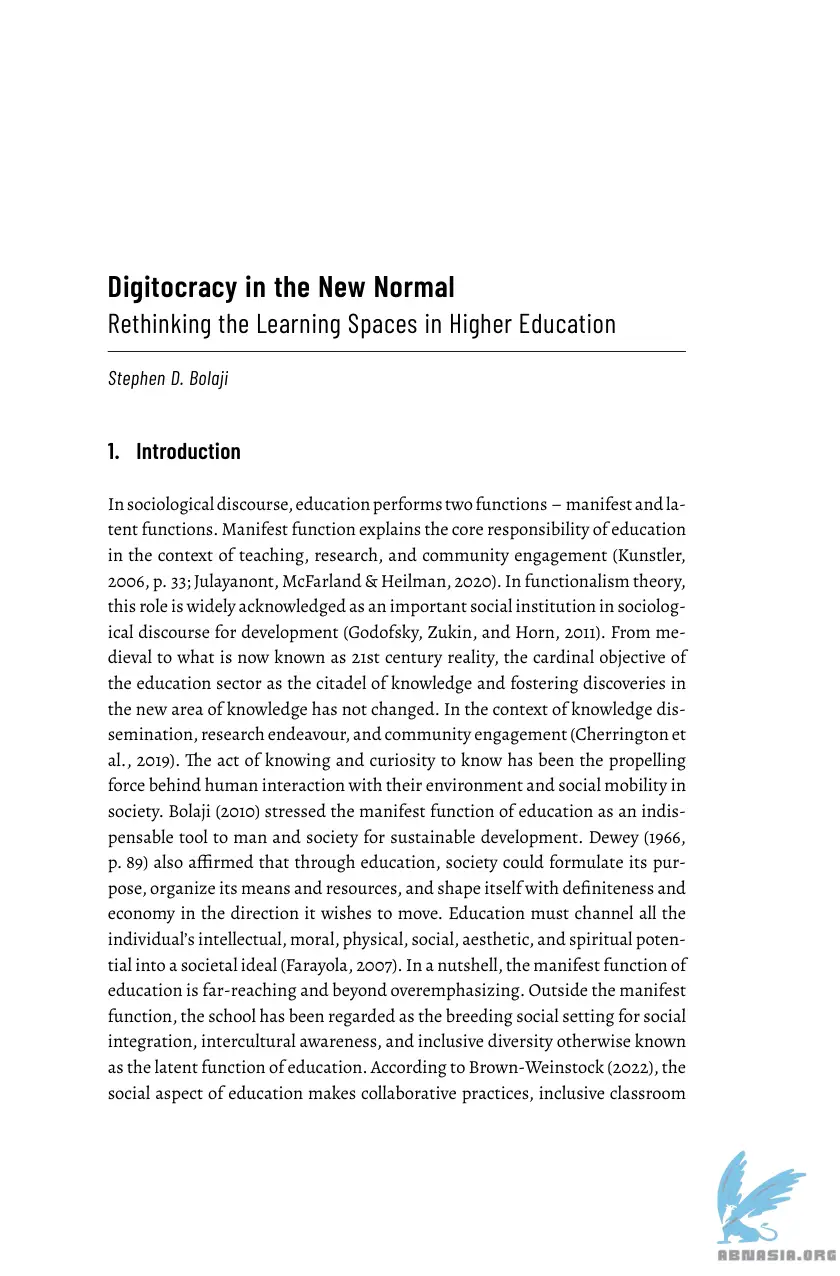 Digitocracy in the New Normal
Rethinking the Learning Spaces in Higher Education
Stephen D. Bolaji
1. Introduction
In sociological discourse, education performs two functions – manifest and la-
tent functions. Manifest function explains the core responsibility of education
in the context of teaching, research, and community engagement (Kunstler,
2006, p. 33; Julayanont, McFarland & Heilman, 2020). In functionalism theory,
this role is widely acknowledged as an important social institution in sociolog-
ical discourse for development (Godofsky, Zukin, and Horn, 2011). From me-
dieval to what is now known as 21st century reality, the cardinal objective of
the education sector as the citadel of knowledge and fostering discoveries in
the new area of knowledge has not changed. In the context of knowledge dis-
semination, research endeavour, and community engagement (Cherrington et
al., 2019). The act of knowing and curiosity to know has been the propelling
force behind human interaction with their environment and social mobility in
society. Bolaji (2010) stressed the manifest function of education as an indis-
pensable tool to man and society for sustainable development. Dewey (1966,
p. 89) also affirmed that through education, society could formulate its pur-
pose, organize its means and resources, and shape itself with definiteness and
economy in the direction it wishes to move. Education must channel all the
individual’s intellectual, moral, physical, social, aesthetic, and spiritual poten-
tial into a societal ideal (Farayola, 2007). In a nutshell, the manifest function of
education is far-reaching and beyond overemphasizing. Outside the manifest
function, the school has been regarded as the breeding social setting for social
integration, intercultural awareness, and inclusive diversity otherwise known
as the latent function of education. According to Brown-Weinstock (2022), the
social aspect of education makes collaborative practices, inclusive classroom
ABNASIA.ORG